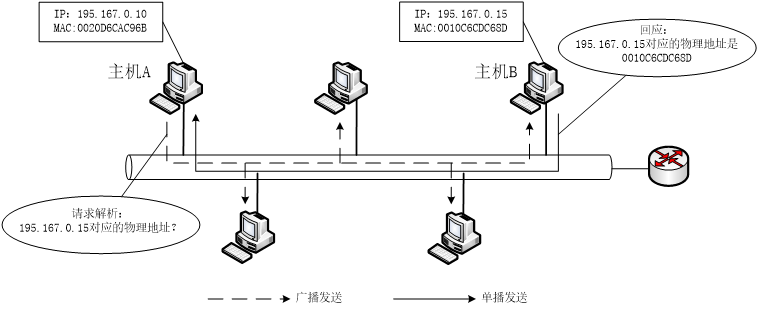 IP: 195.167.0.10
MAC:0020D6CAC96B
IP: 195.167.0.15
MAC:0010C6CDC68D
回应:
195.167.0.15对应的物理地址是
0010C6CDC68D
主机A
主机B
请求解析:
195.167.0.15对应的物理地址?
广播发送
单播发送